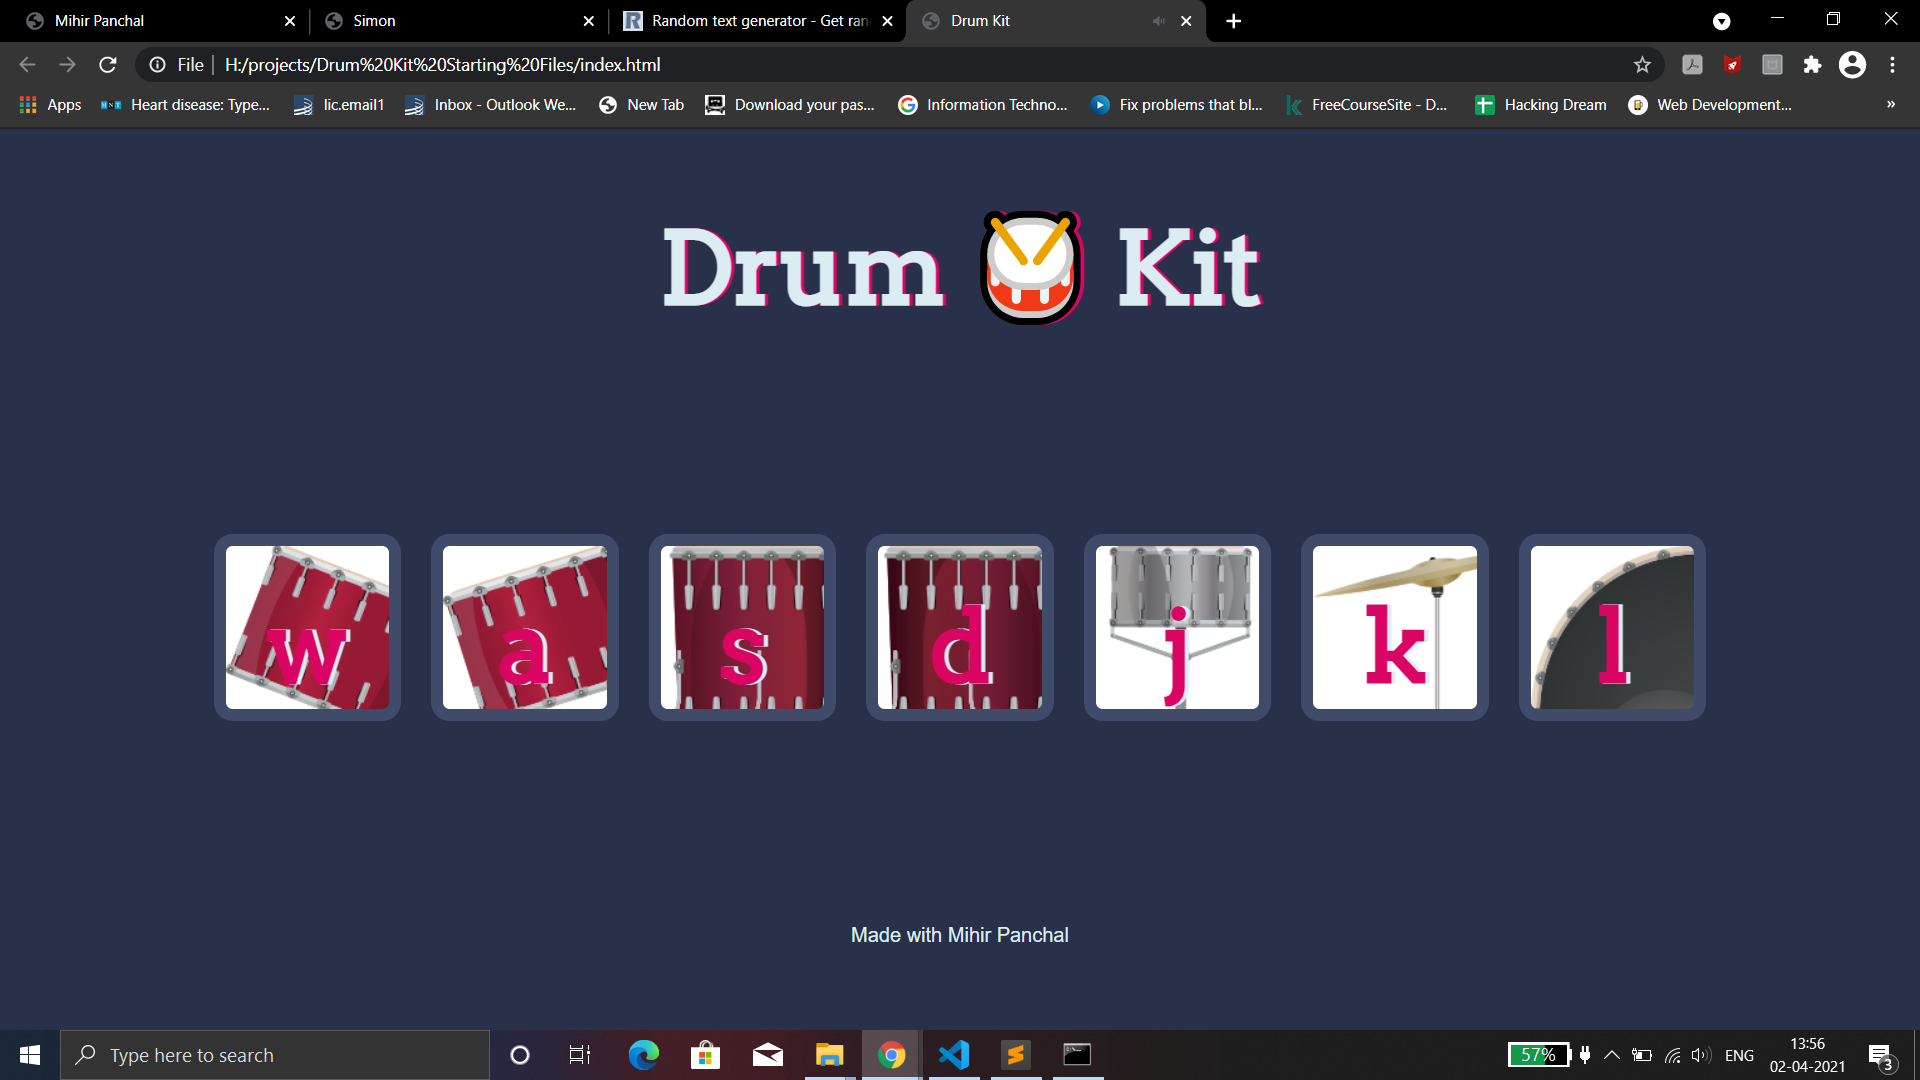 Mihir Panchal
Simon
Random text generator - Get ran
Drum Kit
File
H:/projects/Drum%20Kit%20Starting%20Files/index.html
Apps
Heart disease: Type...
lic.email1
Inbox - Outlook We...
New Tab
Download your pas...
Information Techno...
Fix problems that bl...
FreeCourseSite - D...
Hacking Dream
Web Development...
»
Drum Kit
w a s d j k l
Made with Mihir Panchal
Type here to search
57%
ENG
13:56
02-04-2021
3